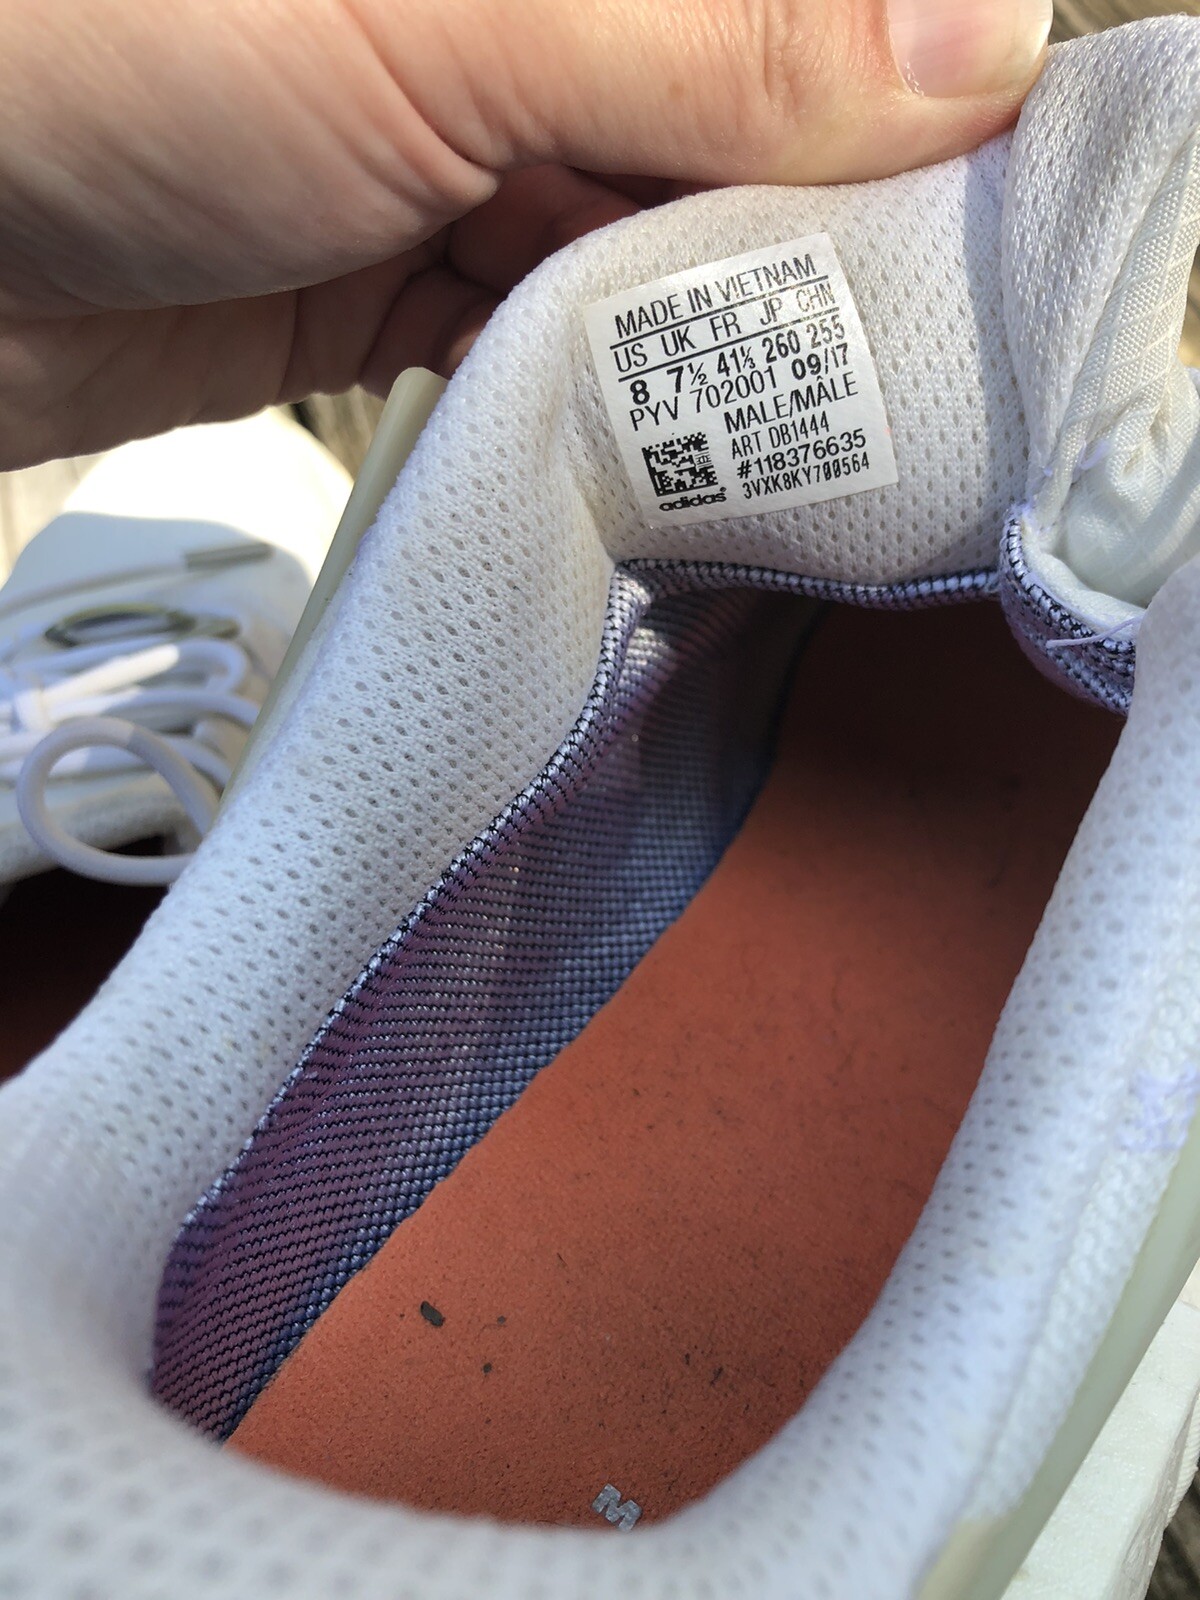 MADE IN VIETNAM
US UK FR JP CHN
8 7½ 41⅓ 260 255
PYV 702001 09/17
MALE/MÂLE
ART DB1444
#118376635
3VXK8KY700564
adidas®
M